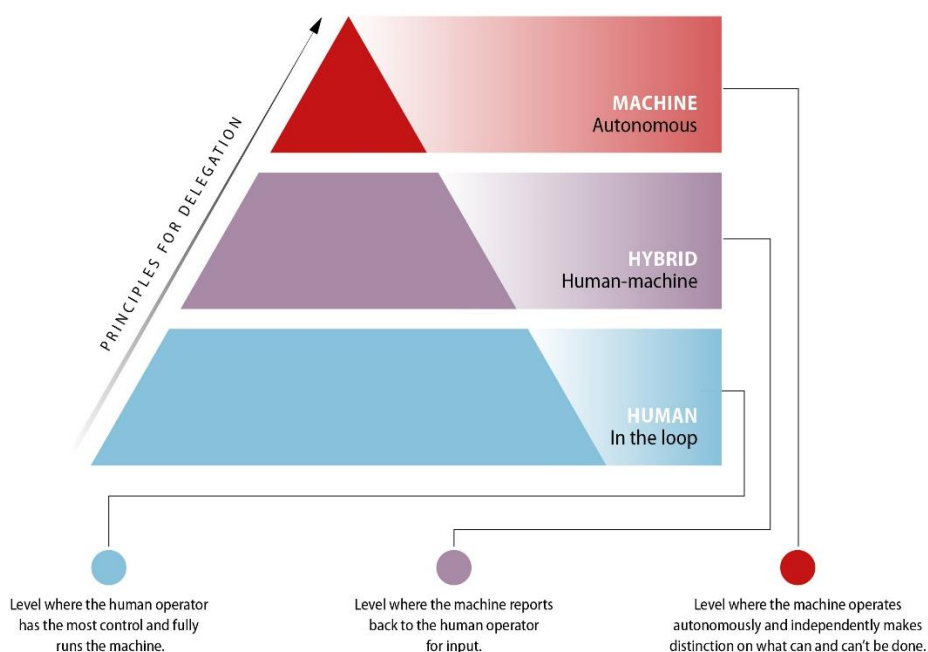 PRINCIPLES FOR DELEGATION
MACHINE
Autonomous
HYBRID
Human-machine
HUMAN
In the loop
Level where the human operator
has the most control and fully
runs the machine.
Level where the machine reports
back to the human operator
for input.
Level where the machine operates
autonomously and independently makes
distinction on what can and can't be done.